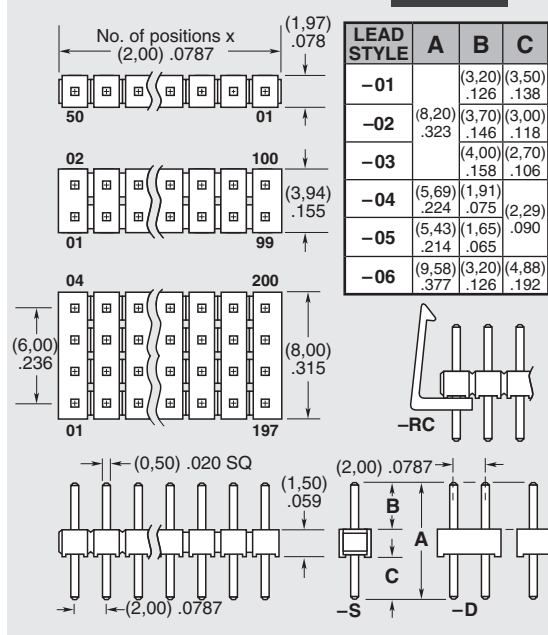 No. of positions x
(2,00) .0787
(1,97)
.078
50 01
02 100
(3,94)
.155
01 99
04 200
(6,00)
.236
(8,00)
.315
01 197
LEAD STYLE A B C
–01 (8,20) .323 (3,20) .126 (3,50) .138
–02 (3,70) .146 (3,00) .118
–03 (4,00) .158 (2,70) .106
–04 (5,69) .224 (1,91) .075 (2,29) .090
–05 (5,43) .214 (1,65) .065
–06 (9,58) .377 (3,20) .126 (4,88) .192
–RC
(0,50) .020 SQ
(1,50)
.059
(2,00) .0787
(2,00) .0787
B
A
C
–S –D